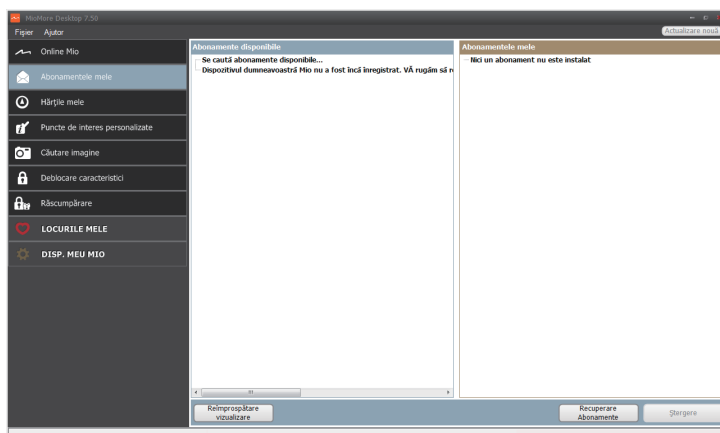 MioMore Desktop 7.50
Fișier Ajutor
Actualizare nouă
Online Mio
Abonamentele mele
Hărțile mele
Puncte de interes personalizate
Căutare imagine
Deblocare caracteristici
Răscumpărare
LOCURILE MELE
DISP. MEU MIO
Abonamente disponibile
Se caută abonamente disponibile...
Dispozitivul dumneavoastră Mio nu a fost încă înregistrat. VĂ rugăm să r
Abonamentele mele
Nici un abonament nu este instalat
Reîmprospătare
vizualizare
Recuperare
Abonamente
Ștergere